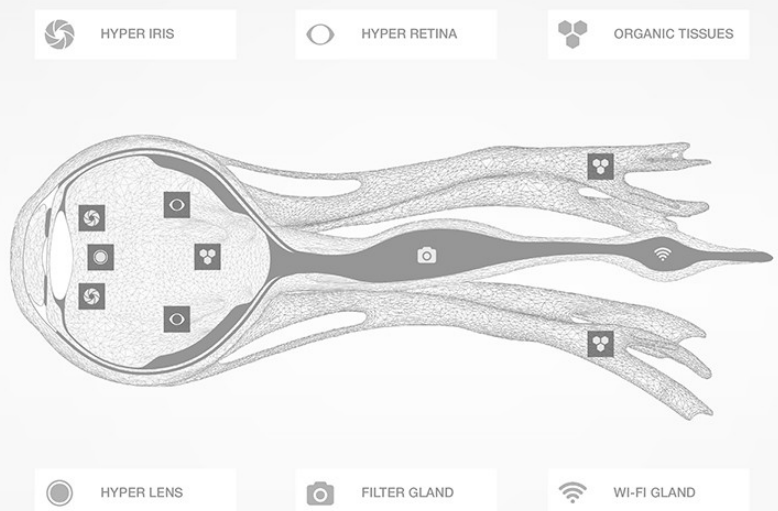 HYPER IRIS
HYPER RETINA
ORGANIC TISSUES
HYPER LENS
FILTER GLAND
WI-FI GLAND